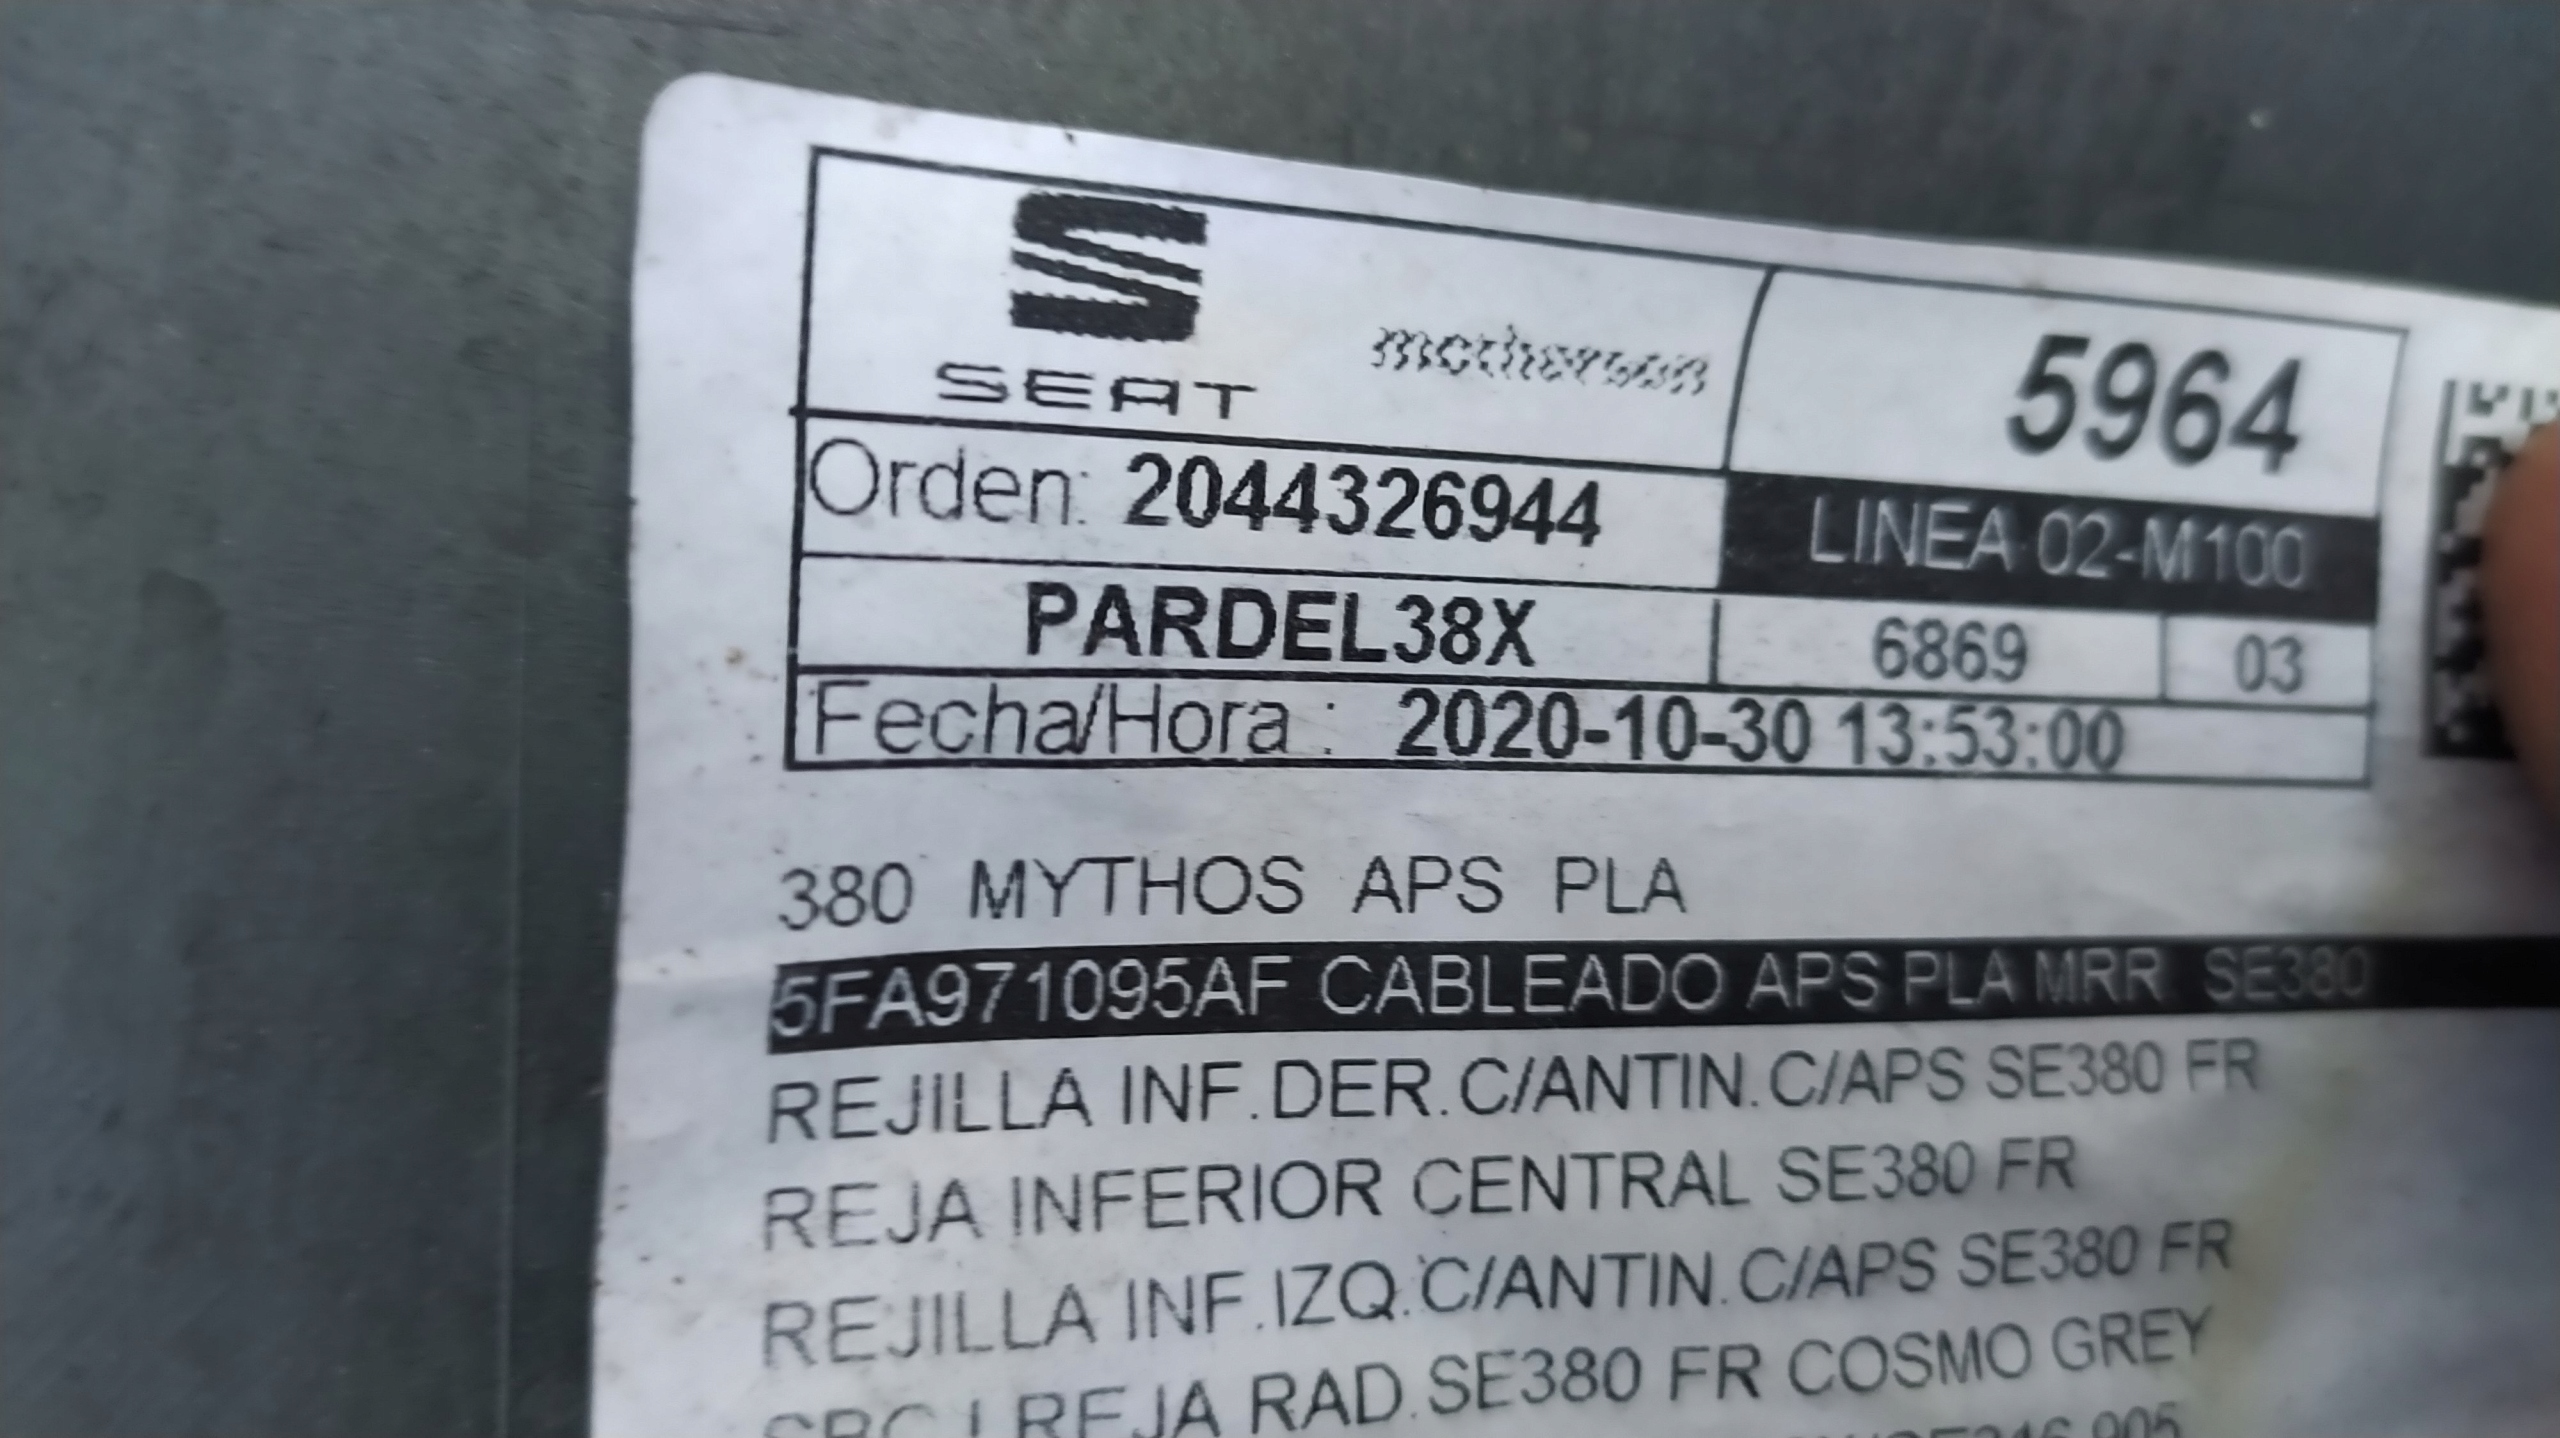 SEAT
motherson
5964
Orden: 2044326944
LINEA 02-M100
PARDEL38X
6869
03
Fecha/Hora : 2020-10-30 13:53:00
380 MYTHOS APS PLA
5FA971095AF CABLEADO APS PLA MRR SE380
REJILLA INF.DER.C/ANTIN.C/APS SE380 FR
REJA INFERIOR CENTRAL SE380 FR
REJILLA INF.IZQ.C/ANTIN.C/APS SE380 FR
REJA RAD.SE380 FR COSMO GREY